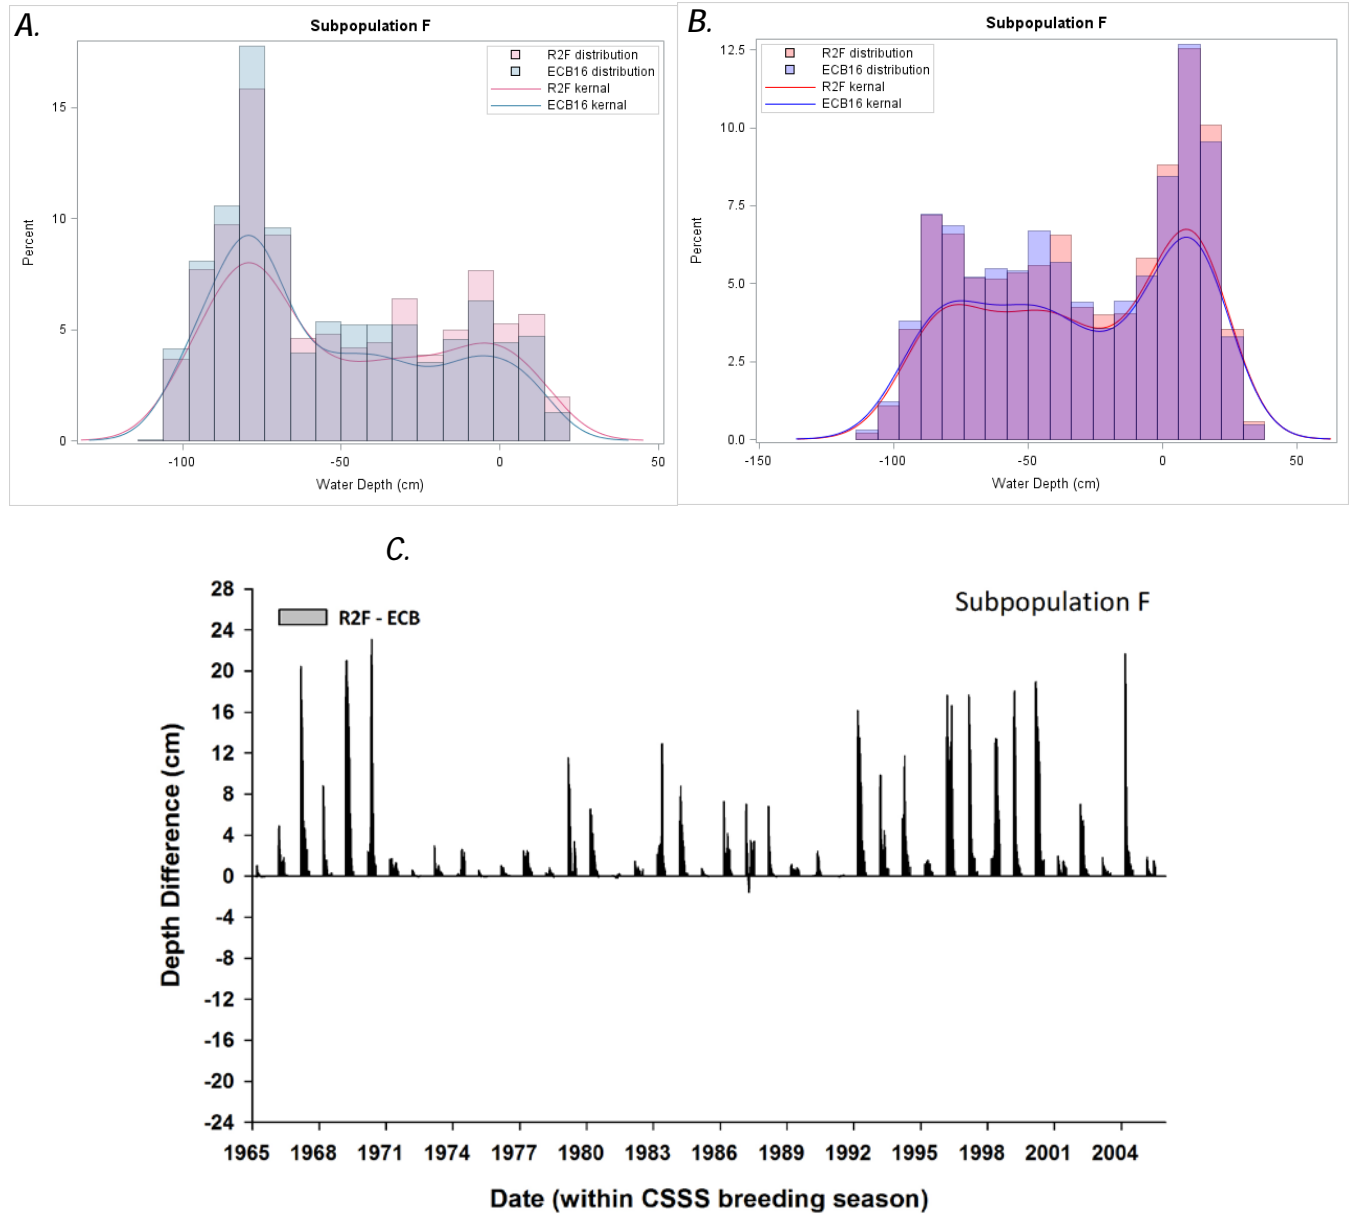 A.
Subpopulation F
R2F distribution
ECB16 distribution
R2F kernal
ECB16 kernal
Percent
15
10
5
0
-100
-50
0
50
Water Depth (cm)
B.
Subpopulation F
R2F distribution
ECB16 distribution
R2F kernal
ECB16 kernal
Percent
12.5
10.0
7.5
5.0
2.5
0.0
-150
-100
-50
0
50
Water Depth (cm)
C.
Subpopulation F
R2F - ECB
Depth Difference (cm)
28
24
20
16
12
8
4
0
-4
-8
-12
-16
-20
-24
1965
1968
1971
1974
1977
1980
1983
1986
1989
1992
1995
1998
2001
2004
Date (within CSSS breeding season)